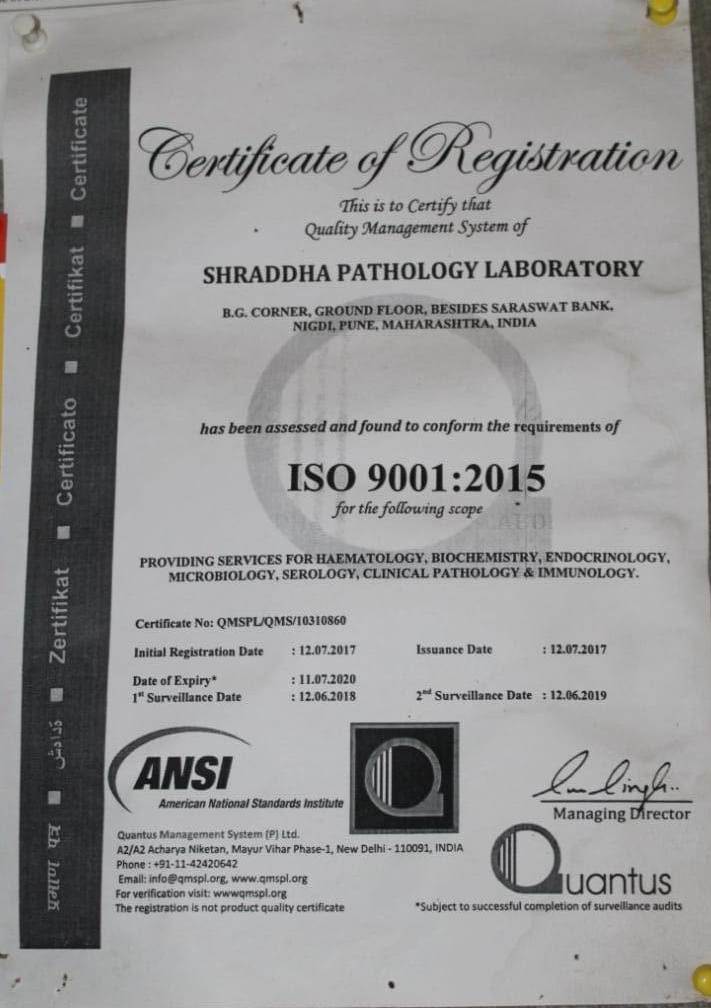 Certificate of Registration
This is to Certify that
Quality Management System of
SHRADDHA PATHOLOGY LABORATORY
B.G. CORNER, GROUND FLOOR, BESIDES SARASWAT BANK,
NIGDI, PUNE, MAHARASHTRA, INDIA
has been assessed and found to conform the requirements of
ISO 9001:2015
for the following scope
PROVIDING SERVICES FOR HAEMATOLOGY, BIOCHEMISTRY, ENDOCRINOLOGY,
MICROBIOLOGY, SEROLOGY, CLINICAL PATHOLOGY & IMMUNOLOGY.
Certificate No: QMSPL/QMS/10310860
Initial Registration Date : 12.07.2017 Issuance Date : 12.07.2017
Date of Expiry* : 11.07.2020
1st Surveillance Date : 12.06.2018 2nd Surveillance Date : 12.06.2019
ANSI
American National Standards Institute
Managing Director
Quantus Management System (P) Ltd.
A2/A2 Acharya Niketan, Mayur Vihar Phase-1, New Delhi - 110091, INDIA
Phone : +91-11-42420642
Email: info@qmspl.org, www.qmspl.org
For verification visit: wwwqmspl.org
The registration is not product quality certificate
Quantus
*Subject to successful completion of surveillance audits
प्रमाण पत्र ■ ■ Zertifikat ■ Certificato ■ Certifikat ■ Certificate